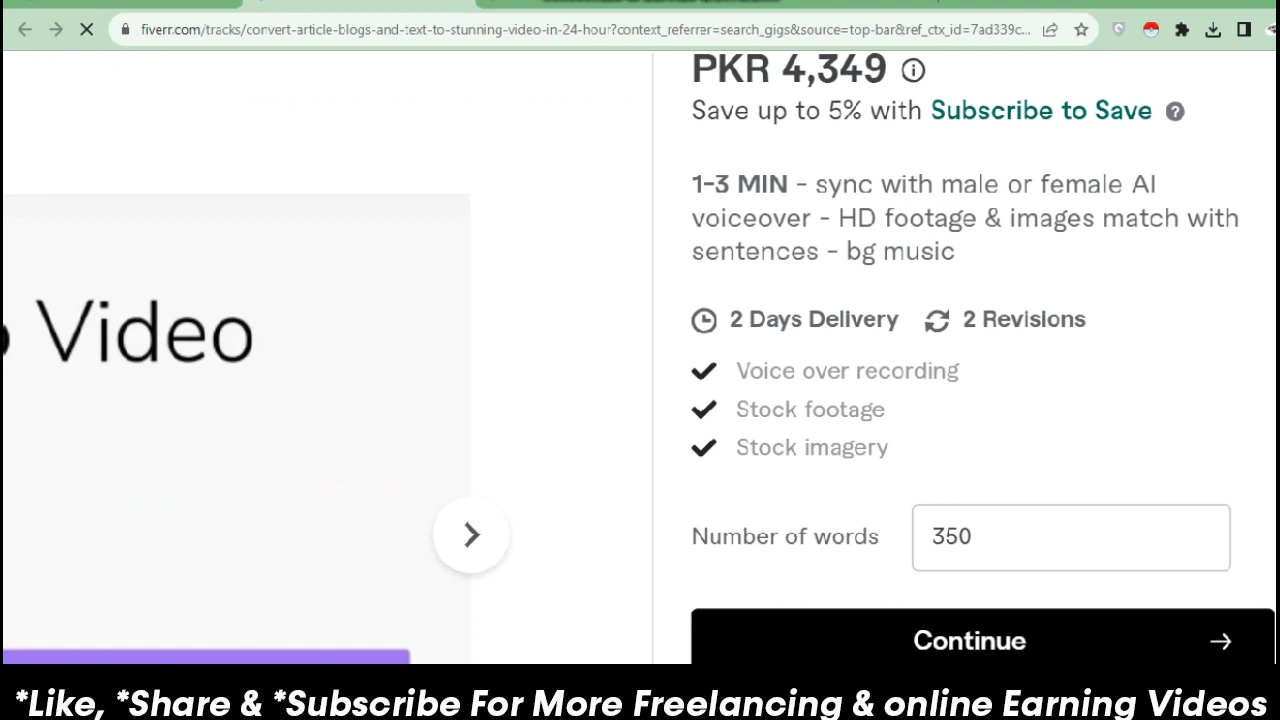 fiverr.com/tracks/convert-article-blogs-and-text-to-stunning-video-in-24-hour?context_referrer=search_gigs&source=top-bar&ref_ctx_id=7ad339c...
PKR 4,349
Save up to 5% with Subscribe to Save
1-3 MIN - sync with male or female AI
voiceover - HD footage & images match with
sentences - bg music
Video
2 Days Delivery 2 Revisions
Voice over recording
Stock footage
Stock imagery
Number of words 350
Continue
*Like, *Share & *Subscribe For More Freelancing & online Earning Videos